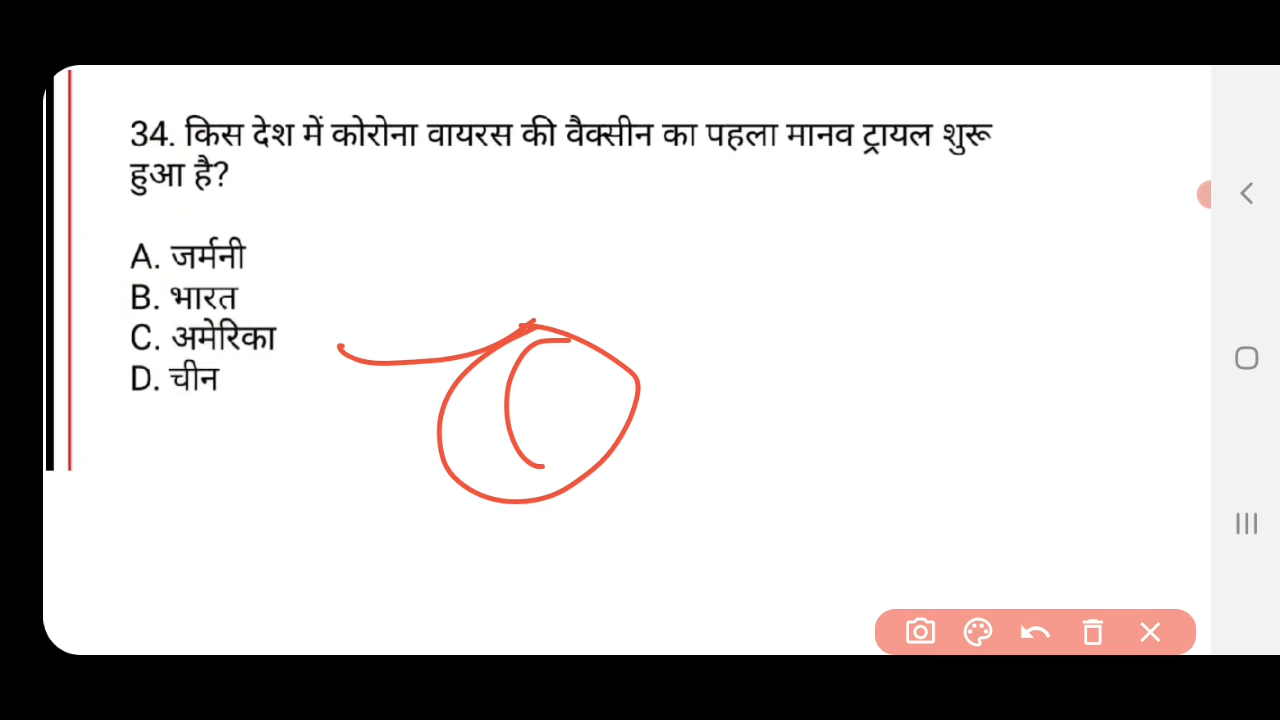 34. किस देश में कोरोना वायरस की वैक्सीन का पहला मानव ट्रायल शुरू
हुआ है?
A. जर्मनी
B. भारत
C. अमेरिका
D. चीन
C